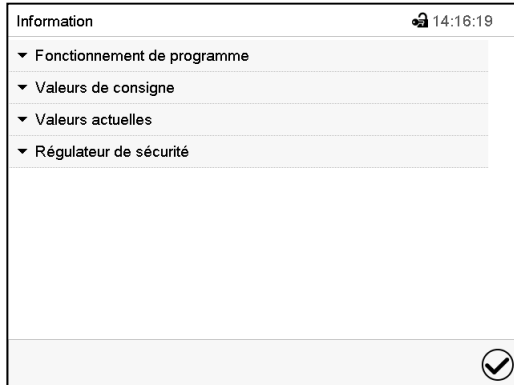 Information 14:16:19
Fonctionnement de programme
Valeurs de consigne
Valeurs actuelles
Régulateur de sécurité